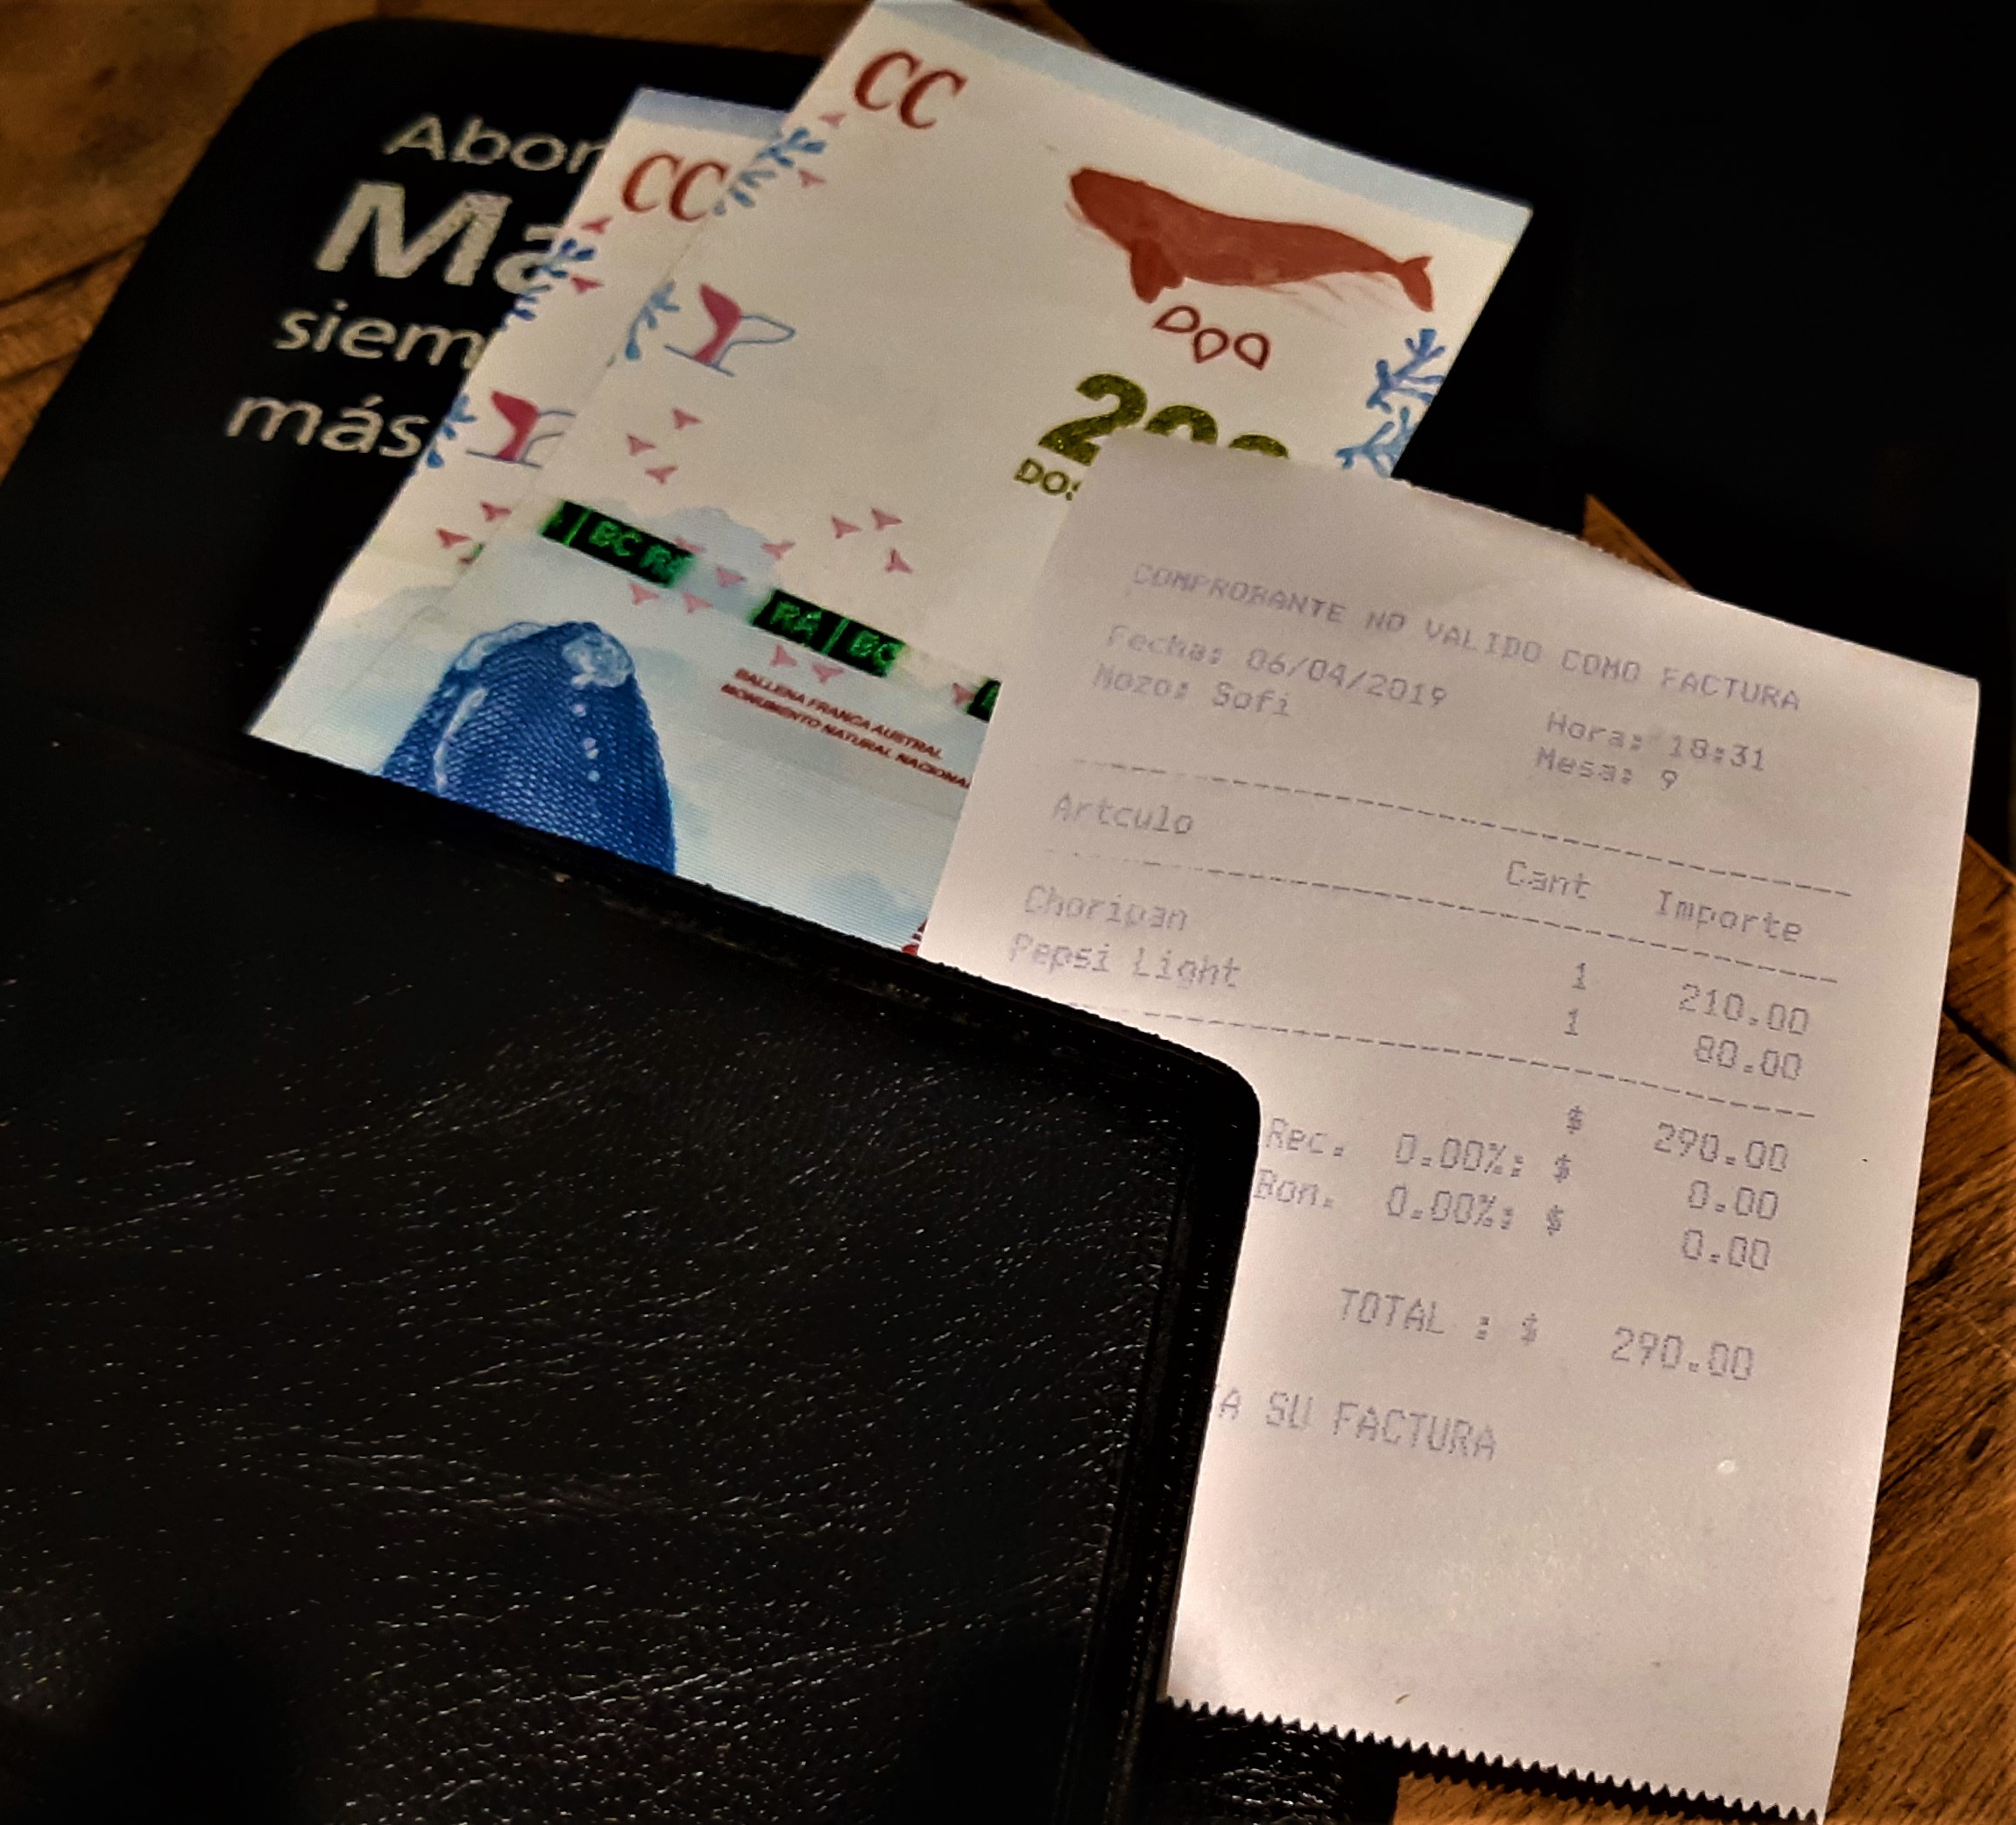 Abon
Ma
siem
más
CC
CC
200
DOS
BC RA
RA BC
BALLENA FRANCA AUSTRAL
MONUMENTO NATURAL NACIONAL
COMPROBANTE NO VALIDO COMO FACTURA
Fecha: 06/04/2019 Hora: 18:31
Mozo: Sofi Mesa: 9
Artculo Cant Importe
Choripan 1 210.00
Pepsi Light 1 80.00
$ 290.00
Rec. 0.00%: $ 0.00
Bon. 0.00%: $ 0.00
TOTAL : $ 290.00
A SU FACTURA